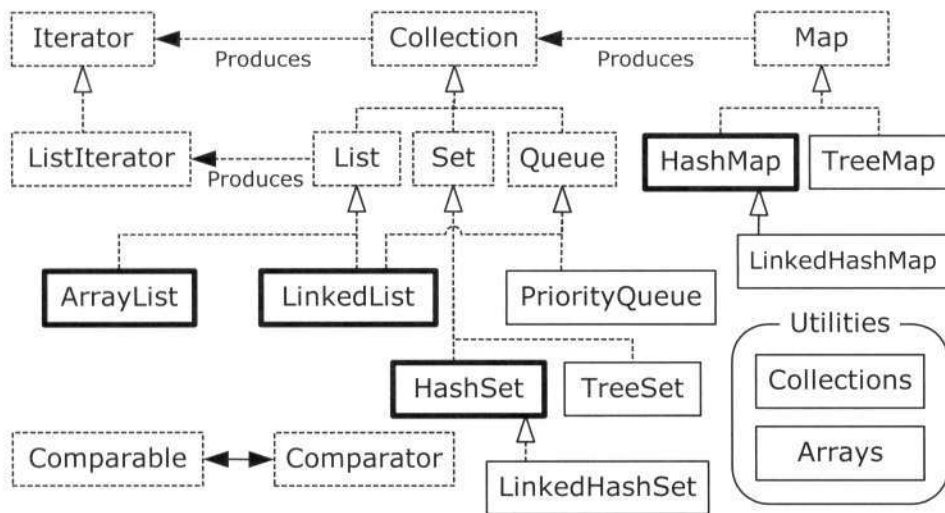 Iterator
Collection
Map
Produces
Produces
ListIterator
List
Set
Queue
HashMap
TreeMap
Produces
LinkedHashMap
ArrayList
LinkedList
PriorityQueue
Utilities
HashSet
TreeSet
Collections
Comparable
Comparator
Arrays
LinkedHashSet